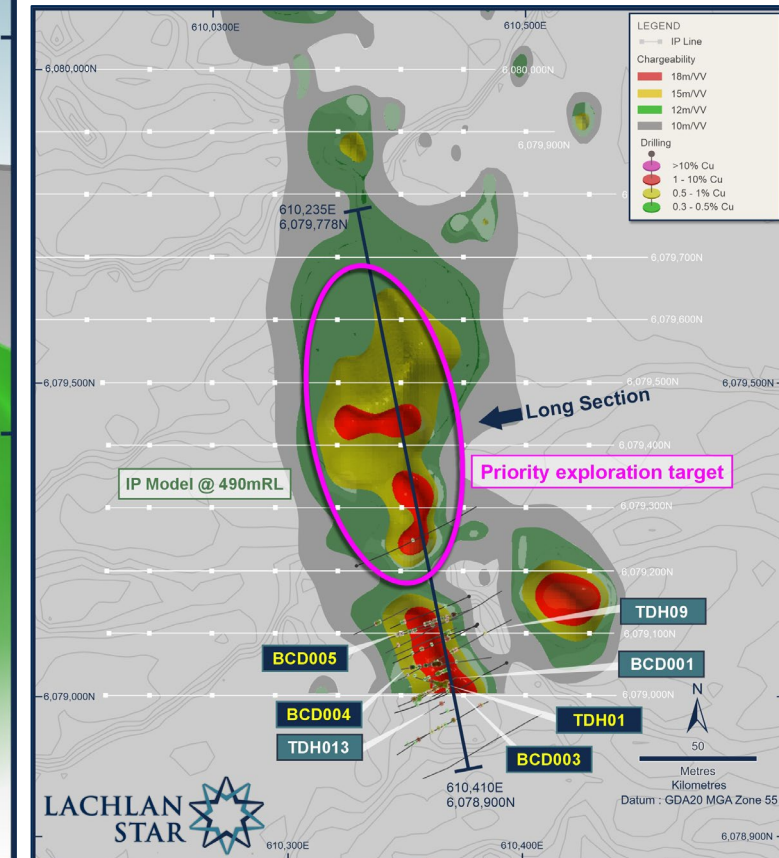 610,0300E
610,500E
6,080,000N
6,080,000N
LEGEND
IP Line
Chargeability
18m/VV
15m/VV
12m/VV
10m/VV
Drilling
>10% Cu
1 - 10% Cu
0.5 - 1% Cu
0.3 - 0.5% Cu
6,079,900N
610,235E
6,079,778N
6,079,700N
6,079,600N
6,079,500N
6,079,500N
6,079,500N
Long Section
6,079,400N
IP Model @ 490mRL
Priority exploration target
6,079,300N
6,079,200N
TDH09
6,079,100N
BCD005
BCD001
6,079,000N
6,079,000N
N
BCD004
TDH01
TDH013
BCD003
50
Metres
Kilometres
Datum : GDA20 MGA Zone 55
610,410E
6,078,900N
LACHLAN
STAR
6,078,900N
610,300E
610,400E